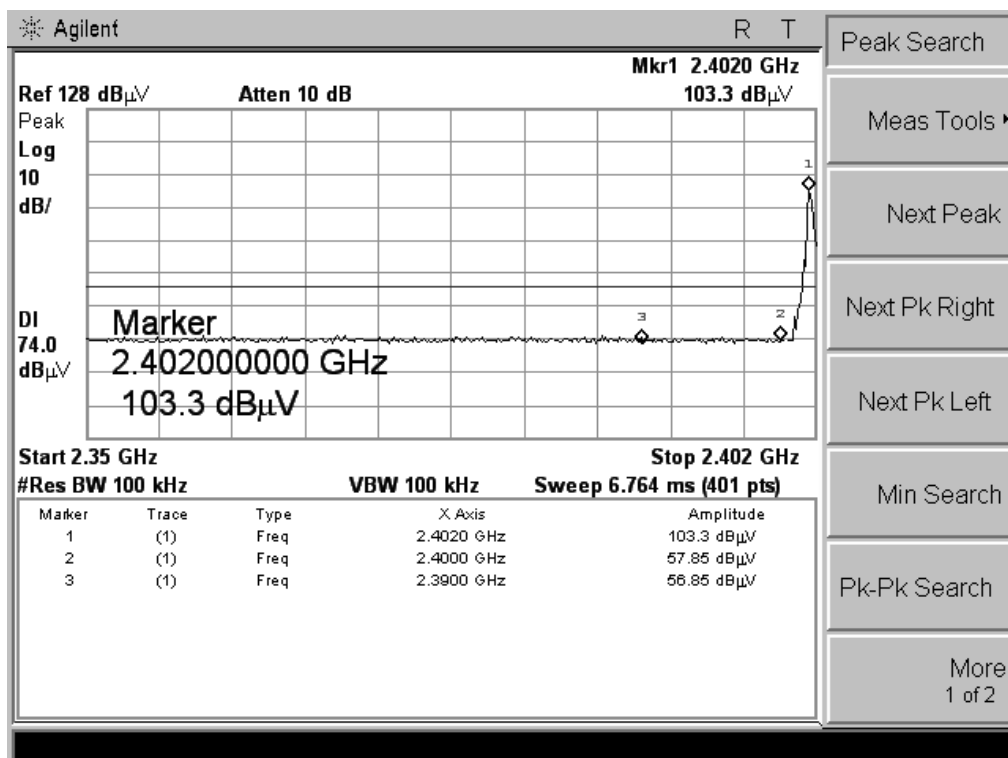 Agilent R T
Mkr1 2.4020 GHz
Ref 128 dBµV Atten 10 dB 103.3 dBµV
Peak
Log
10
dB/
1
DI
74.0
dBµV
3
2
Marker
2.402000000 GHz
103.3 dBµV
Start 2.35 GHz Stop 2.402 GHz
#Res BW 100 kHz VBW 100 kHz Sweep 6.764 ms (401 pts)
Marker Trace Type X Axis Amplitude
1 (1) Freq 2.4020 GHz 103.3 dBµV
2 (1) Freq 2.4000 GHz 57.85 dBµV
3 (1) Freq 2.3900 GHz 56.85 dBµV
Peak Search
Meas Tools
Next Peak
Next Pk Right
Next Pk Left
Min Search
Pk-Pk Search
More
1 of 2